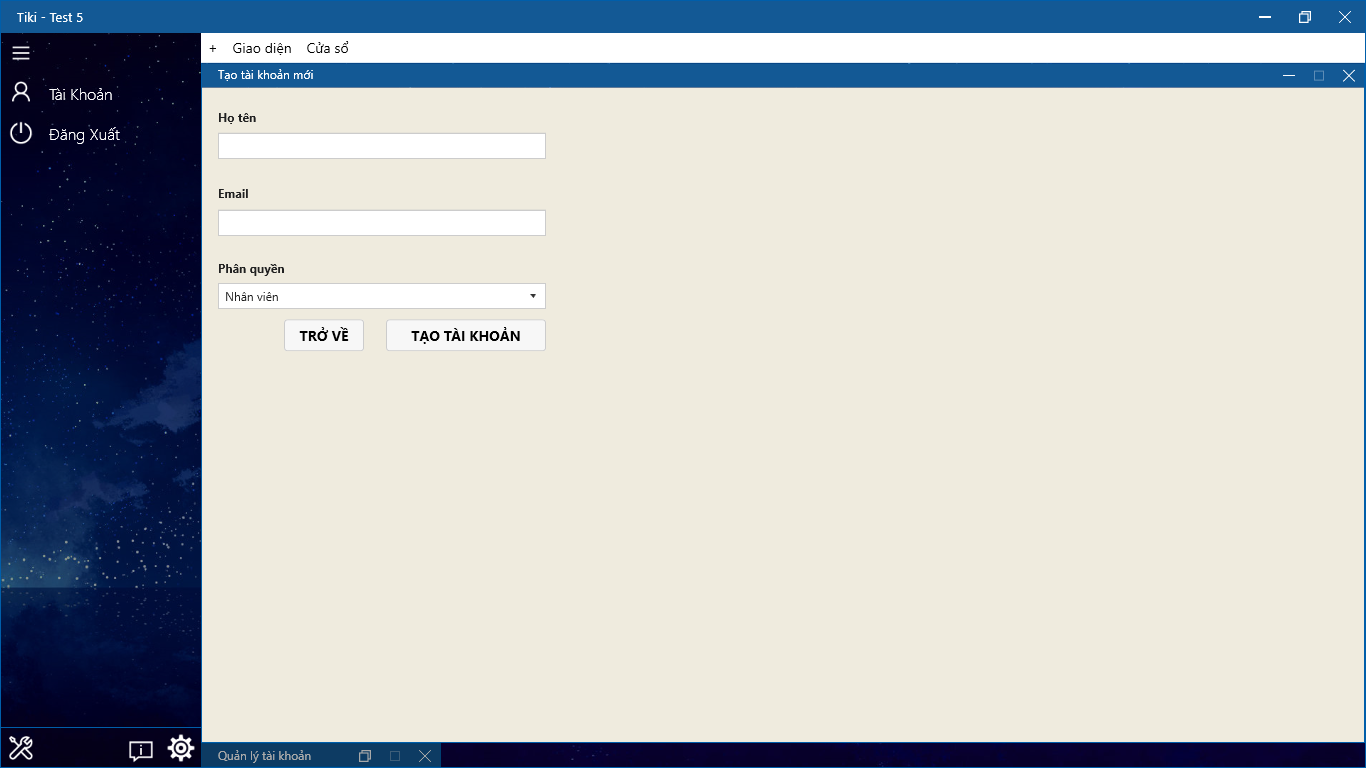 Tiki - Test 5
+ Giao diện Cửa sổ
Tạo tài khoản mới
Tài Khoản
Đăng Xuất
Họ tên
Email
Phân quyền
Nhân viên
TRỞ VỀ TẠO TÀI KHOẢN
Quản lý tài khoản